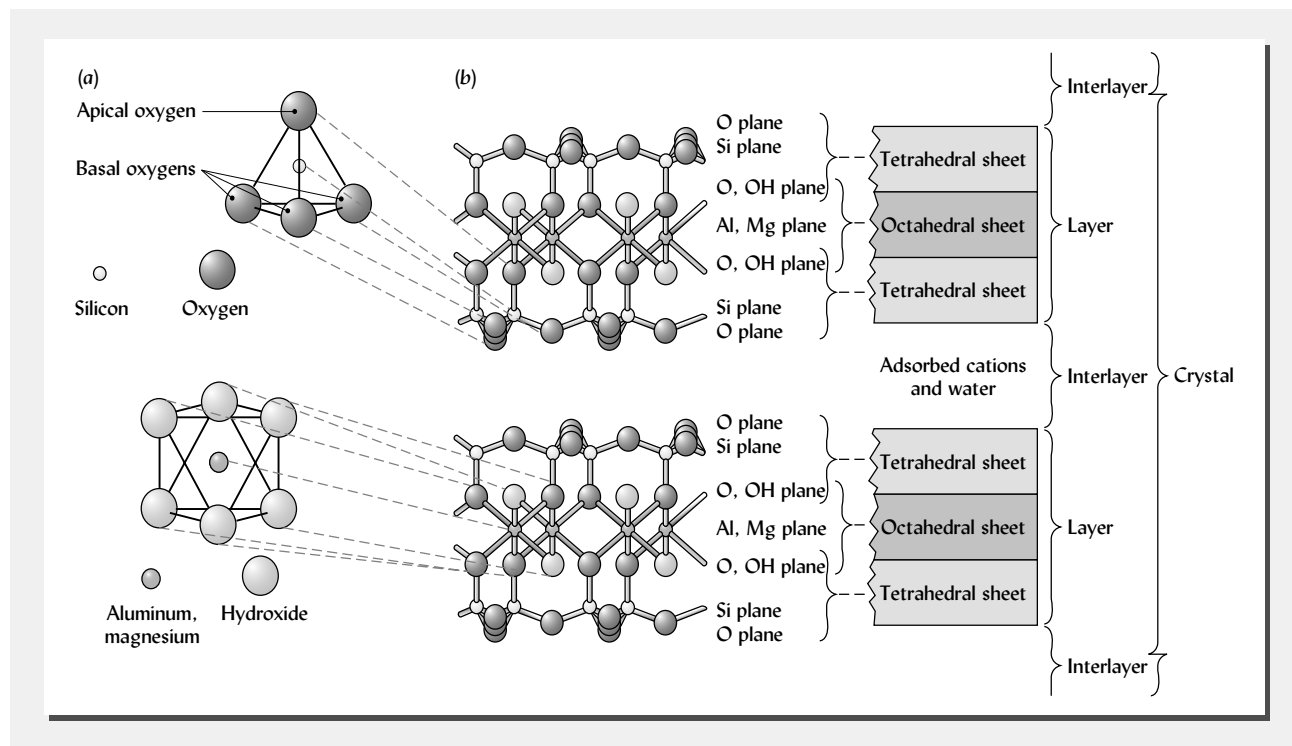 (a)
Apical oxygen
Basal oxygens
Silicon
Oxygen
Aluminum,
magnesium
Hydroxide
(b)
O plane
Si plane
O, OH plane
Al, Mg plane
O, OH plane
Si plane
O plane
O plane
Si plane
O, OH plane
Al, Mg plane
O, OH plane
Si plane
O plane
Tetrahedral sheet
Octahedral sheet
Tetrahedral sheet
Adsorbed cations
and water
Tetrahedral sheet
Octahedral sheet
Tetrahedral sheet
Interlayer
Layer
Interlayer
Layer
Interlayer
Crystal